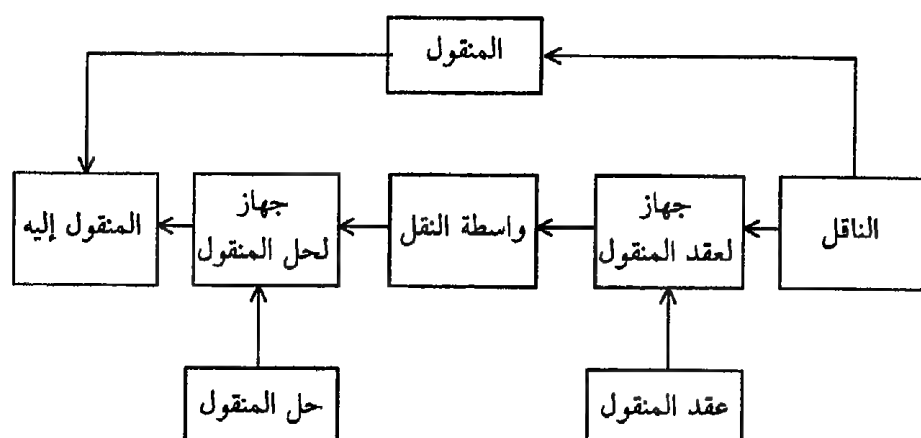 المنقول
الناقل
جهاز
لعقد المنقول
واسطة النقل
جهاز
لحل المنقول
المنقول إليه
عقد المنقول
حل المنقول